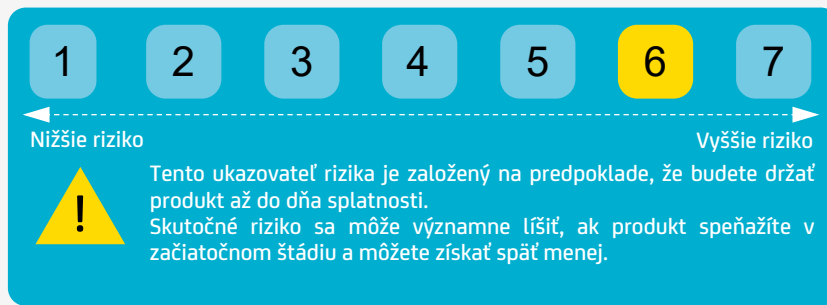 1 2 3 4 5 6 7
Nižšie riziko Vyššie riziko
!
Tento ukazovateľ rizika je založený na predpoklade, že budete držať
produkt až do dňa splatnosti.
Skutočné riziko sa môže významne líšiť, ak produkt speňažíte v
začiatočnom štádiu a môžete získať späť menej.